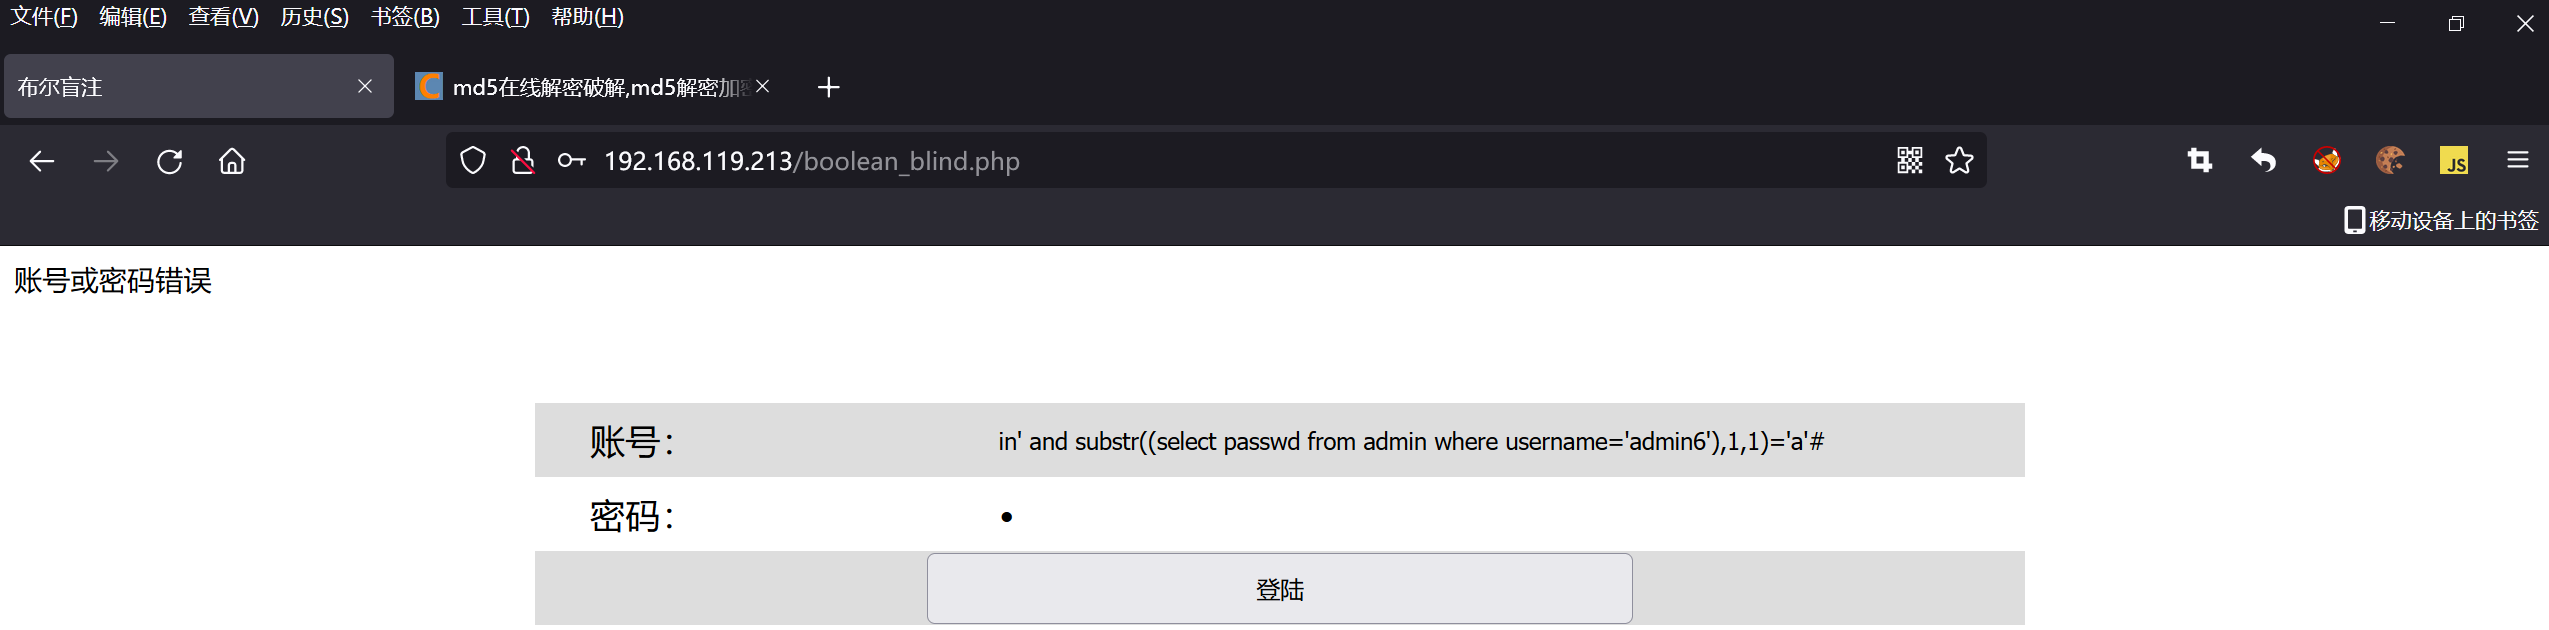 文件(F) 编辑(E) 查看(V) 历史(S) 书签(B) 工具(T) 帮助(H)
布尔盲注 md5在线解密破解,md5解密加密
192.168.119.213/boolean_blind.php
JS
移动设备上的书签
账号或密码错误
账号： in' and substr((select passwd from admin where username='admin6'),1,1)='a'#
密码： •
登陆